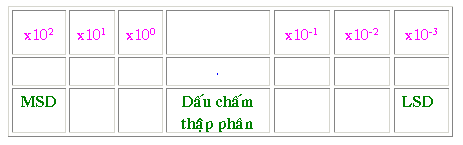 x10² x10¹ x10⁰ x10⁻¹ x10⁻² x10⁻³
.
MSD Dấu chấm thập phân LSD